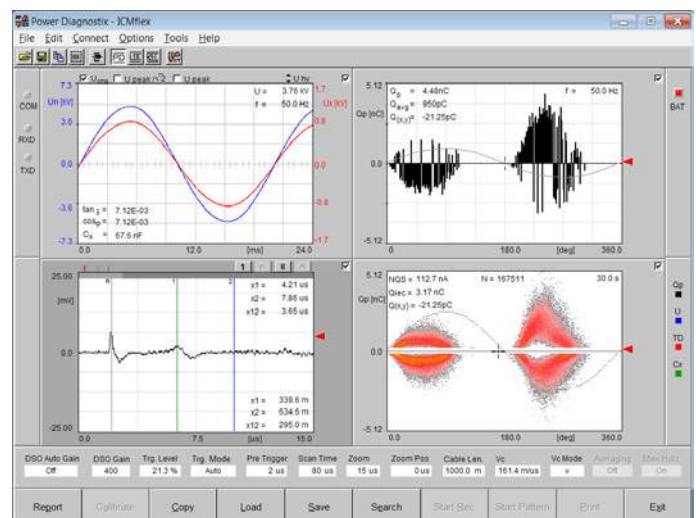 Power Diagnostix - ICMflex
File Edit Connect Options Tools Help
COM
RXD
TXD
U rms U peak/√2 U peak U hv
7.3
Un [kV]
3.6
0.0
-3.6
-7.3
U = 3.76 kV
f = 50.0 Hz
1.7
Ux [kV]
0.8
0.0
-0.8
-1.7
tan δ = 7.12E-03
cos φ = 7.12E-03
Cx = 67.6 nF
0.0 12.0 [ms] 24.0
5.12
Qp [nC]
0.0
-5.12
Qp = 4.48nC
Qavg = 950pC
Q(x,y)= -21.25pC
f = 50.0 Hz
0.0 180.0 [deg] 360.0
BAT
25.00
[mV]
0.0
-25.00
1 II
R 1 2
x1 = 4.21 us
x2 = 7.86 us
x12 = 3.65 us
x1 = 339.6 m
x2 = 634.5 m
x12 = 295.0 m
0.0 7.5 [us] 15.0
5.12
Qp [nC]
0.0
-5.12
NQS = 112.7 nA N = 167511 30.0 s
Qiec = 3.17 nC
Q(x,y) = -21.25pC
0.0 180.0 [deg] 360.0
Qp
U
TD
Cx
DSO Auto Gain DSO Gain Trg. Level Trg. Mode Pre Trigger Scan Time Zoom Zoom Pos Cable Len. Vc Vc Mode Averaging Max Hold
Off 400 21.3 % Auto 2 us 80 us 15 us 0 us 1000.0 m 161.4 m/us v Off On
Report Calibrate Copy Load Save Search Start Rec Start Pattern Print Exit